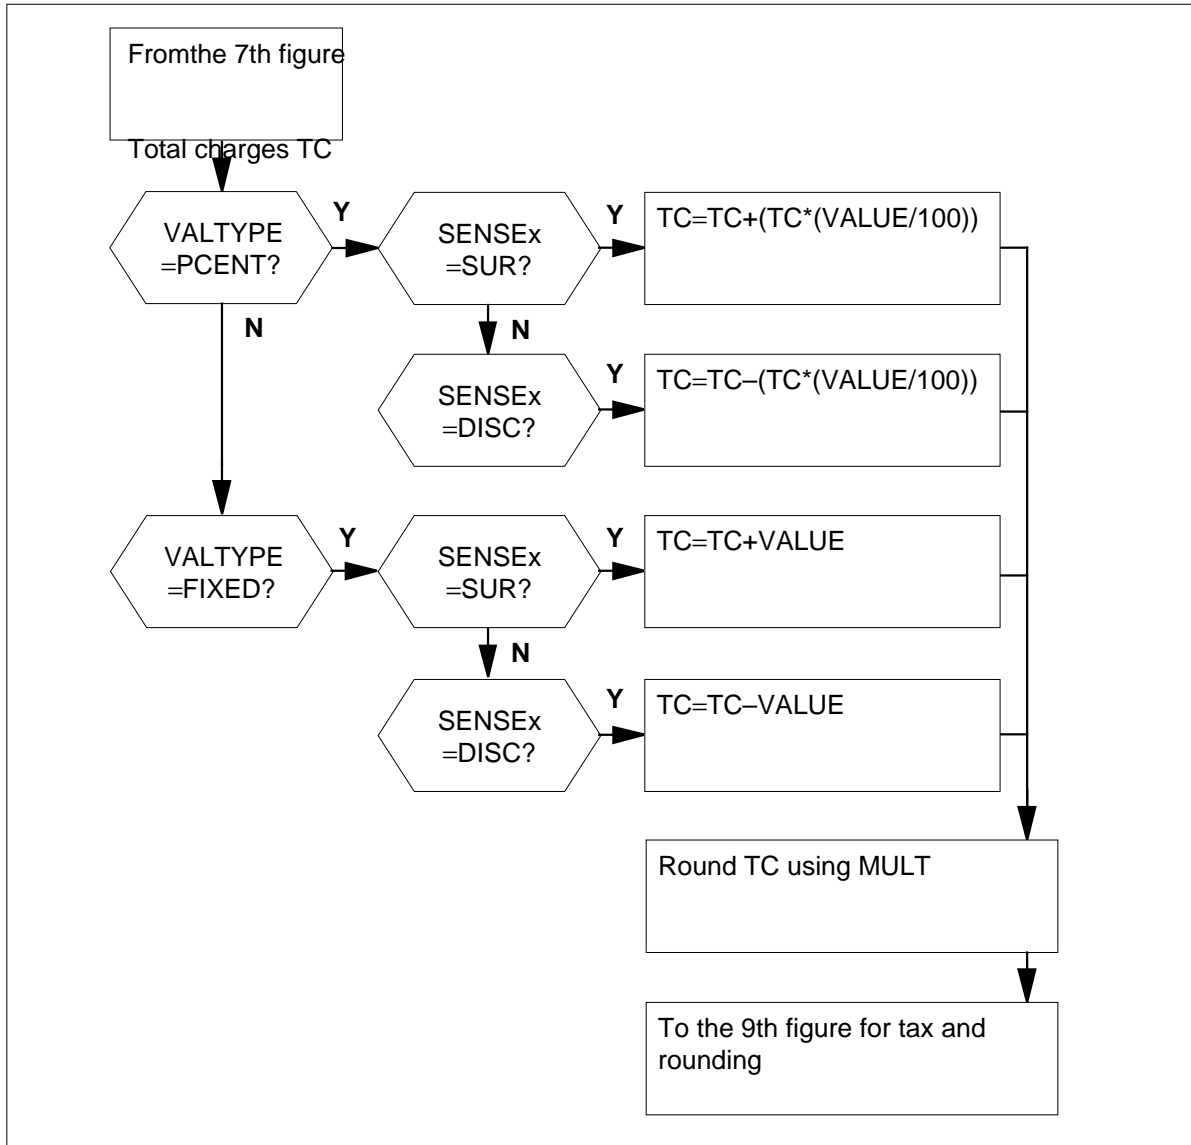 Fromthe 7th figure
Total charges TC
VALTYPE
=PCENT?
Y
N
SENSEx
=SUR?
Y
N
TC=TC+(TC*(VALUE/100))
SENSEx
=DISC?
Y
TC=TC–(TC*(VALUE/100))
VALTYPE
=FIXED?
Y
SENSEx
=SUR?
Y
N
TC=TC+VALUE
SENSEx
=DISC?
Y
TC=TC–VALUE
Round TC using MULT
To the 9th figure for tax and
rounding